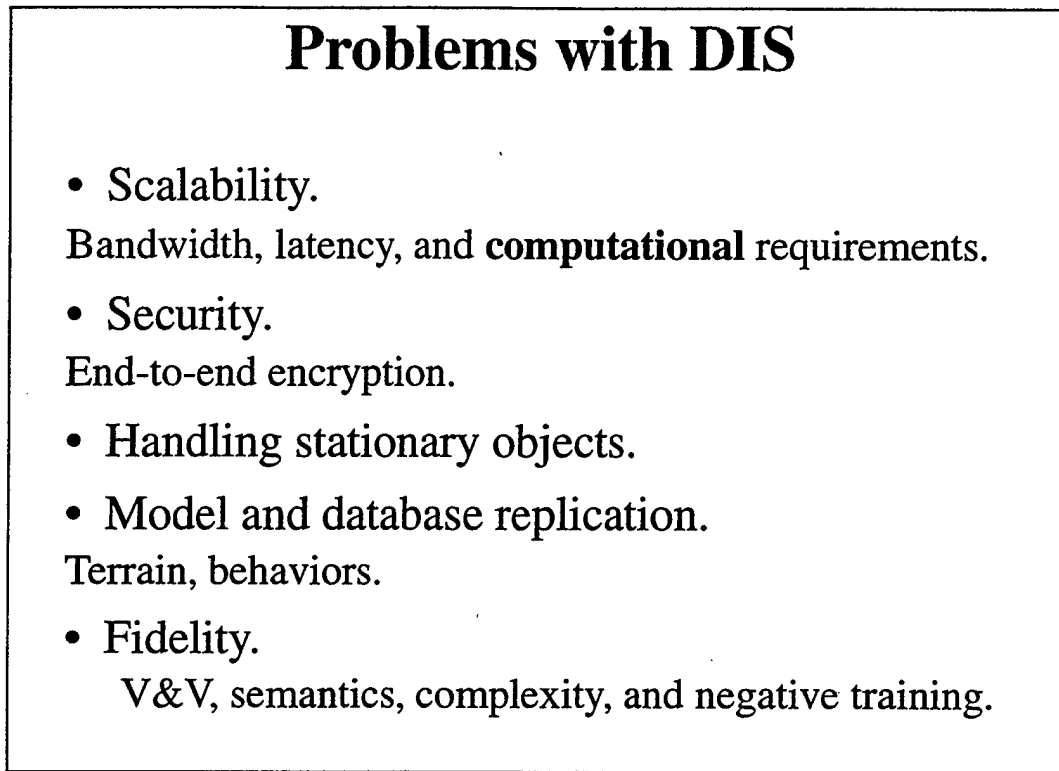 Problems with DIS
• Scalability.
Bandwidth, latency, and computational requirements.
• Security.
End-to-end encryption.
• Handling stationary objects.
• Model and database replication.
Terrain, behaviors.
• Fidelity.
V&V, semantics, complexity, and negative training.